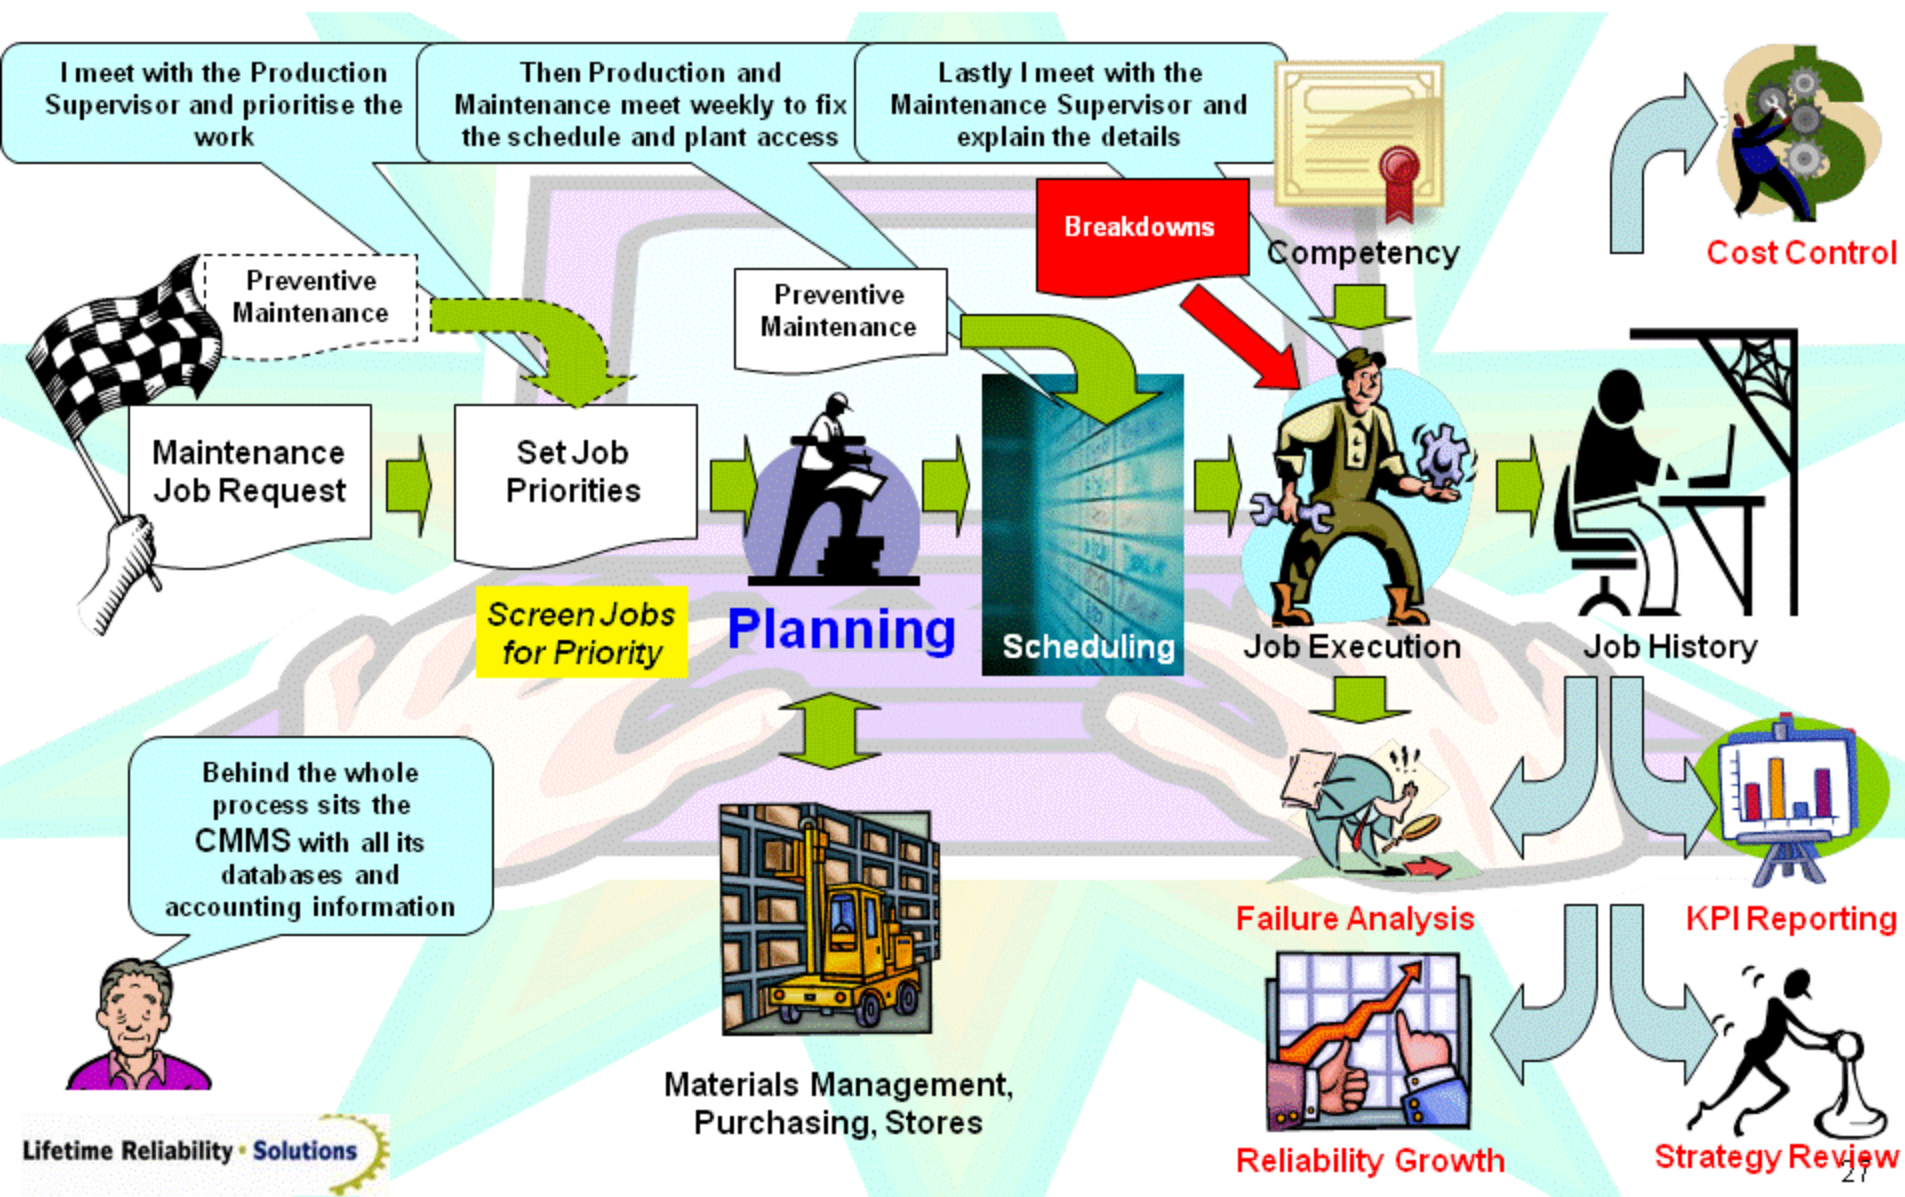 I meet with the Production
Supervisor and prioritise the
work
Then Production and
Maintenance meet weekly to fix
the schedule and plant access
Lastly I meet with the
Maintenance Supervisor and
explain the details
Breakdowns
Competency
Cost Control
Preventive
Maintenance
Preventive
Maintenance
Maintenance
Job Request
Set Job
Priorities
Screen Jobs
for Priority
Planning
Scheduling
Job Execution
Job History
Behind the whole
process sits the
CMMS with all its
databases and
accounting information
Materials Management,
Purchasing, Stores
Failure Analysis
KPI Reporting
Reliability Growth
Strategy Review
27
Lifetime Reliability · Solutions